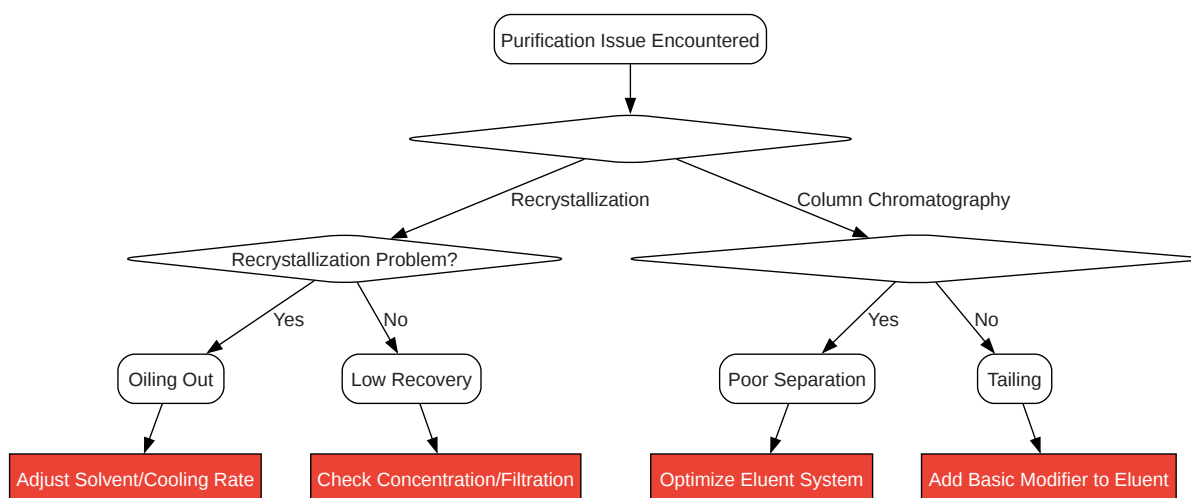 Purification Issue Encountered
Recrystallization
Column Chromatography
Recrystallization Problem?
Yes
No
Yes
No
Oiling Out
Low Recovery
Poor Separation
Tailing
Adjust Solvent/Cooling Rate
Check Concentration/Filtration
Optimize Eluent System
Add Basic Modifier to Eluent